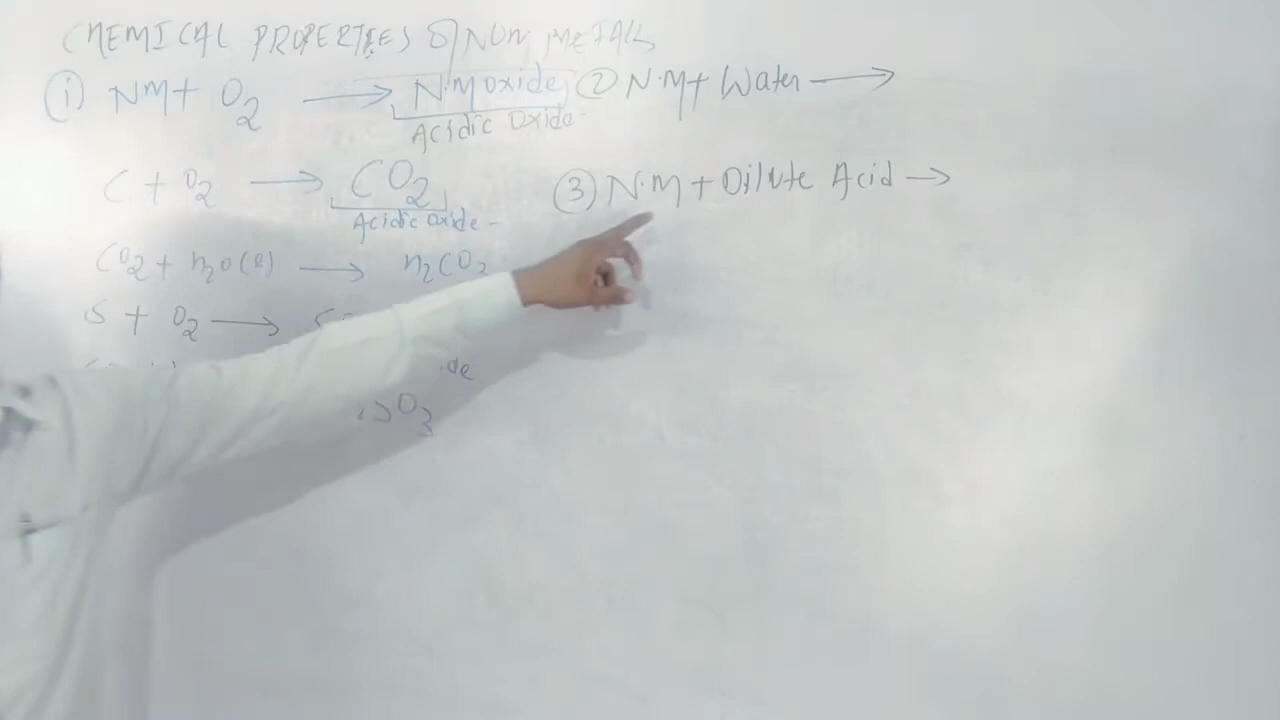 CHEMICAL PROPERTIES OF NON METALS
(i) NM + O2 → N.M oxide
Acidic Oxide
C + O2 → CO2
Acidic Oxide
CO2 + H2O(l) → H2CO3
S + O2 →
de
SO3
(2) N.M + Water →
(3) N.M + Dilute Acid →